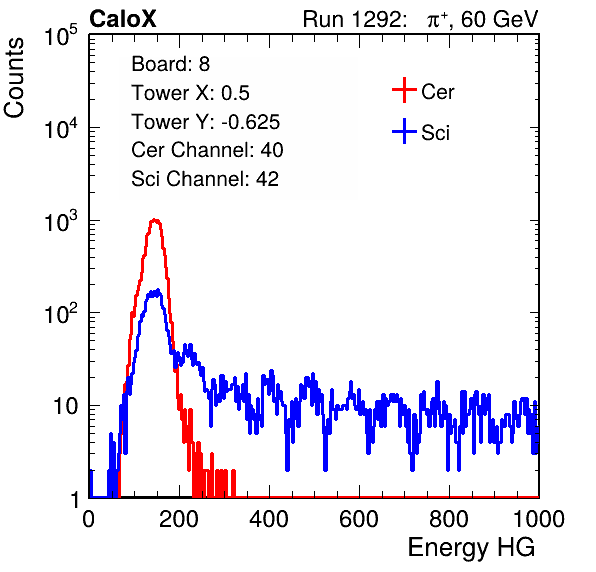 CaloX Run 1292: π⁺, 60 GeV
Counts
10⁵
10⁴
10³
10²
10
1
Board: 8
Tower X: 0.5
Tower Y: -0.625
Cer Channel: 40
Sci Channel: 42
Cer
Sci
0 200 400 600 800 1000
Energy HG